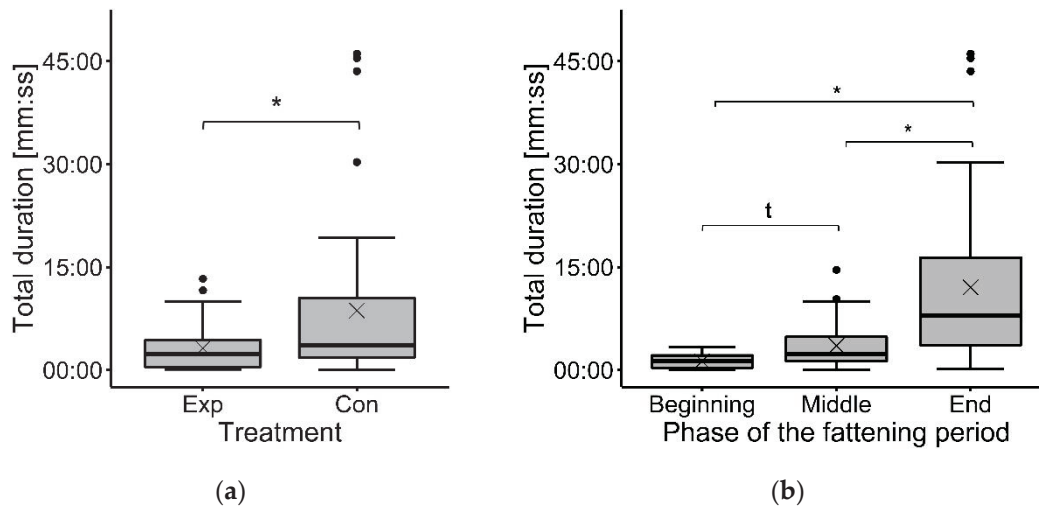 Total duration [mm:ss]
45:00
30:00
15:00
00:00
*
Exp
Con
Treatment
(a)
Total duration [mm:ss]
45:00
30:00
15:00
00:00
*
*
t
Beginning
Middle
End
Phase of the fattening period
(b)